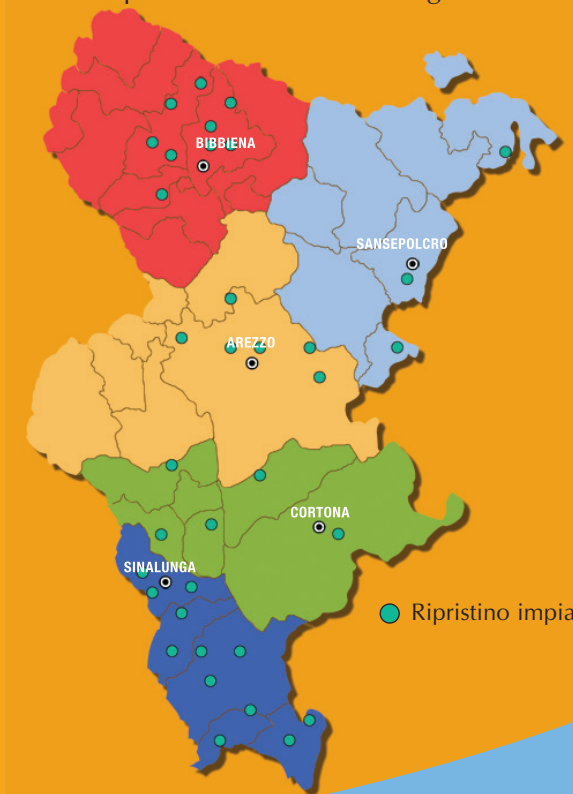 BIBBIENA
SANSEPOLCRO
AREZZO
CORTONA
SINALUNGA
Ripristino impia